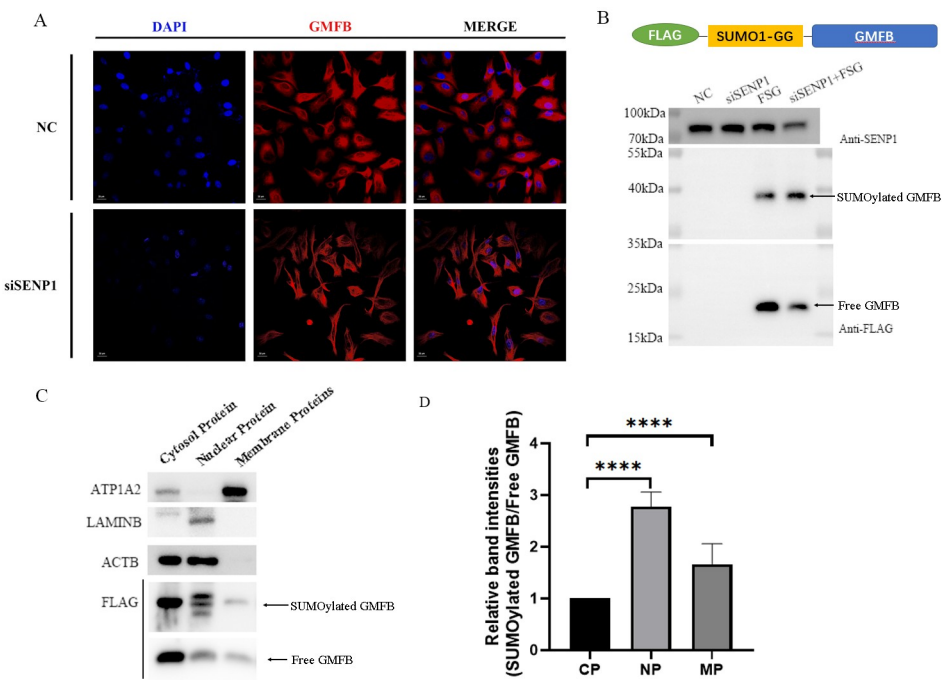 A
DAPI
GMFB
MERGE
NC
siSENP1
B
FLAG
SUMO1-GG
GMFB
NC
siSENP1
FSG
siSENP1+FSG
100kDa
70kDa
Anti-SENP1
55kDa
40kDa
SUMOylated GMFB
35kDa
25kDa
Free GMFB
15kDa
Anti-FLAG
C
Cytosol Protein
Nuclear Protein
Membrane Proteins
ATP1A2
LAMINB
ACTB
FLAG
SUMOylated GMFB
Free GMFB
D
Relative band intensities
(SUMOylated GMFB/Free GMFB)
4
3
2
1
0
****
****
CP
NP
MP